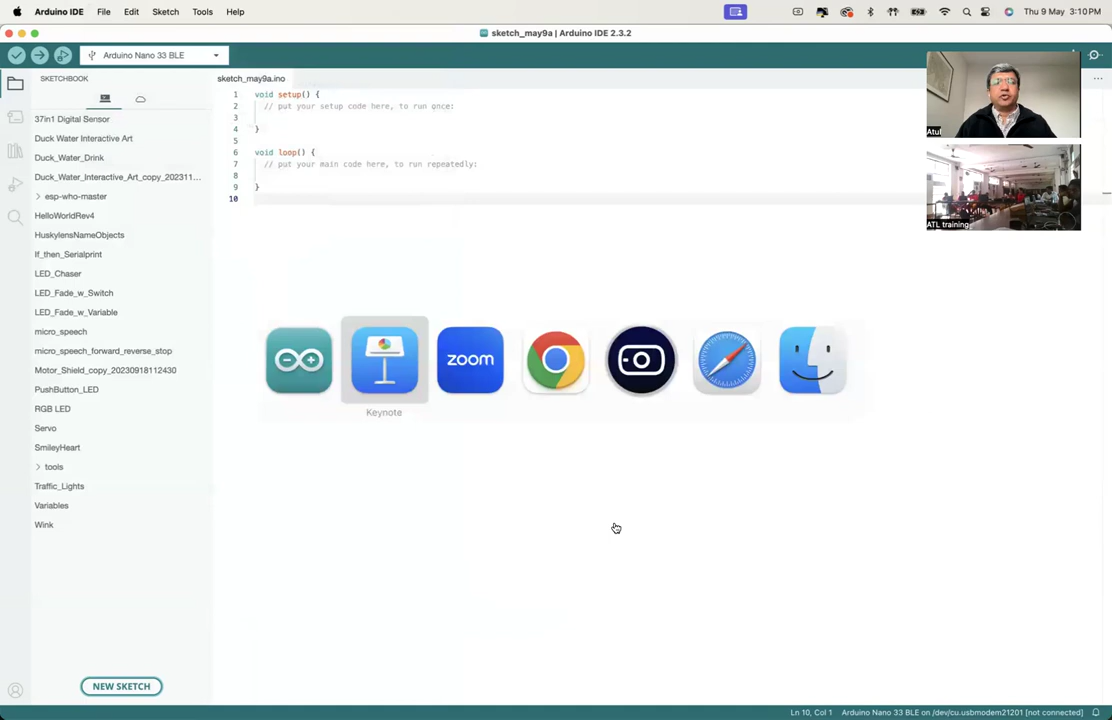 Arduino IDE File Edit Sketch Tools Help Thu 9 May 3:10 PM
sketch_may9a | Arduino IDE 2.3.2
Arduino Nano 33 BLE
SKETCHBOOK
sketch_may9a.ino
37in1 Digital Sensor
Duck Water Interactive Art
Duck_Water_Drink
Duck_Water_Interactive_Art_copy_202311...
esp-who-master
HelloWorldRev4
HuskylensNameObjects
If_then_Serialprint
LED_Chaser
LED_Fade_w_Switch
LED_Fade_w_Variable
micro_speech
micro_speech_forward_reverse_stop
Motor_Shield_copy_20230918112430
PushButton_LED
RGB LED
Servo
SmileyHeart
tools
Traffic_Lights
Variables
Wink
NEW SKETCH
1 void setup() {
2 // put your setup code here, to run once:
3
4 }
5
6 void loop() {
7 // put your main code here, to run repeatedly:
8
9 }
10
Atul
ATL training
zoom
Keynote
Ln 10, Col 1 Arduino Nano 33 BLE on /dev/cu.usbmodem21201 [not connected]